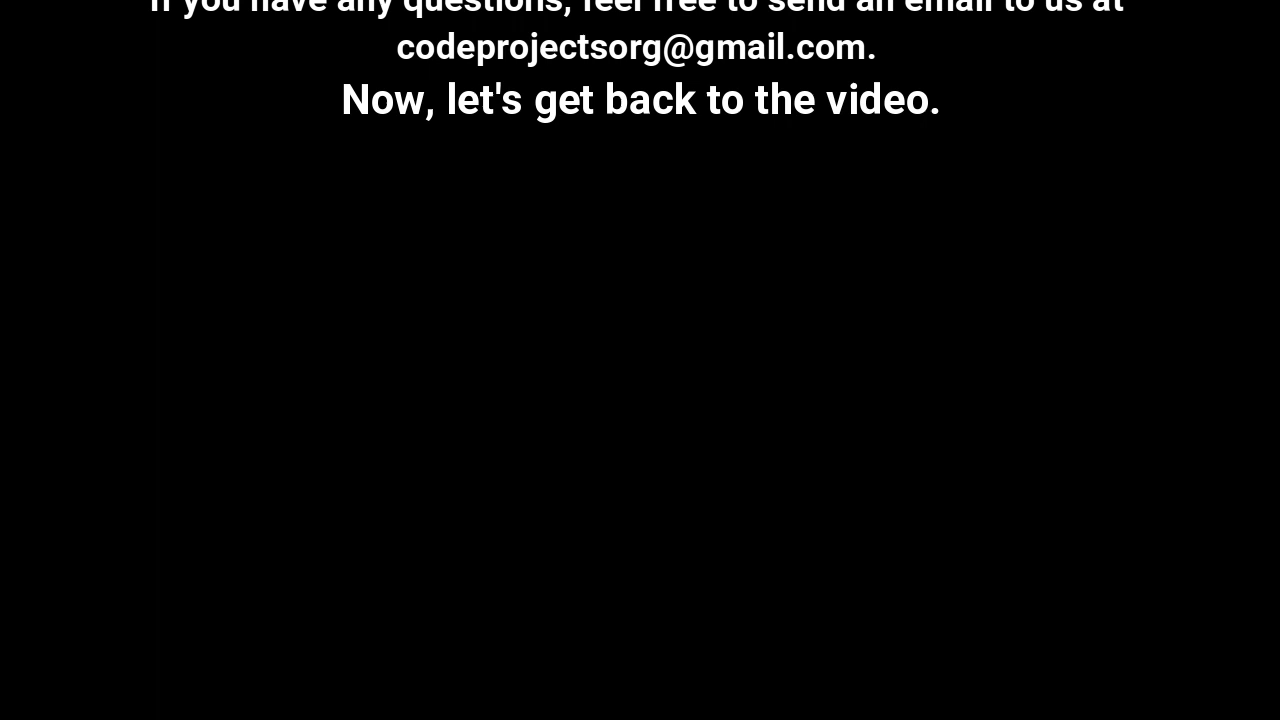 If you have any questions, feel free to send an email to us at
codeprojectsorg@gmail.com.
Now, let's get back to the video.